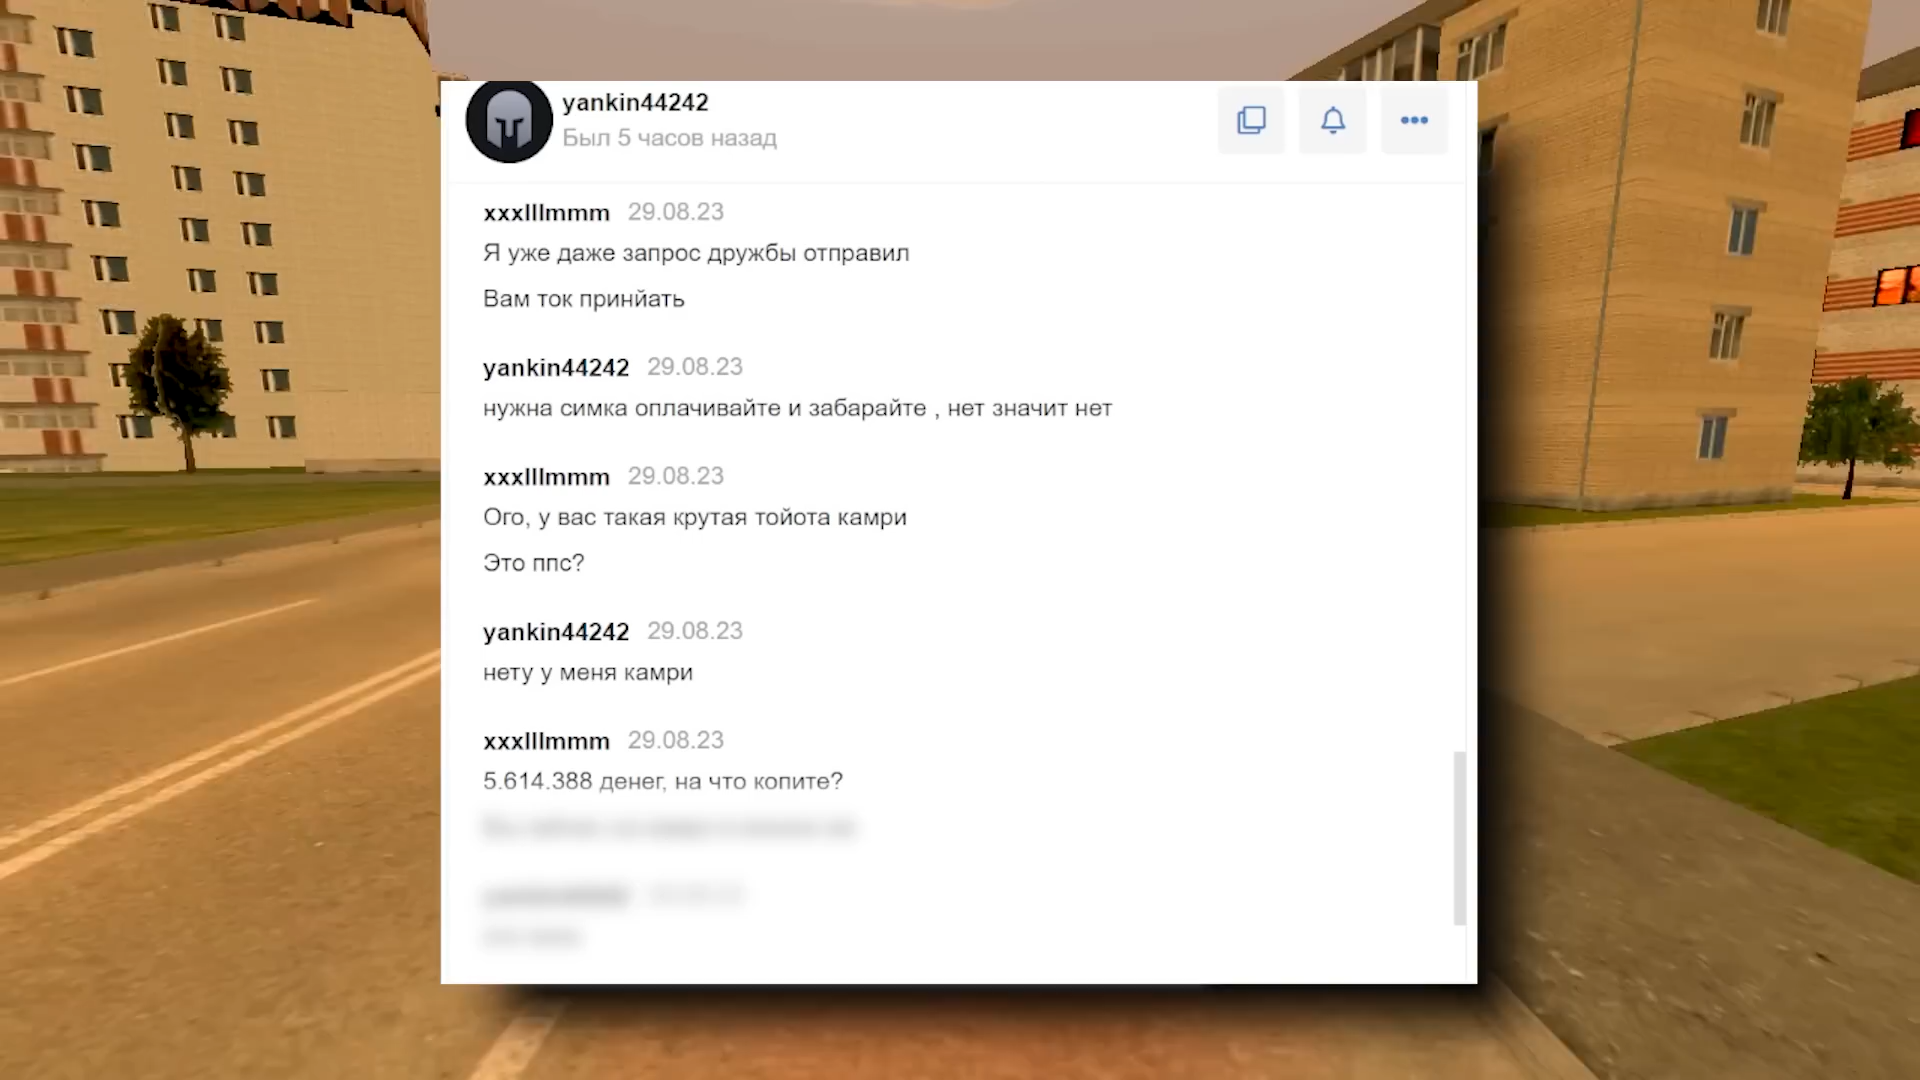 yankin44242
Был 5 часов назад
xxxlllmmm 29.08.23
Я уже даже запрос дружбы отправил
Вам ток принйать
yankin44242 29.08.23
нужна симка оплачивайте и забарайте , нет значит нет
xxxlllmmm 29.08.23
Ого, у вас такая крутая тойота камри
Это ппс?
yankin44242 29.08.23
нету у меня камри
xxxlllmmm 29.08.23
5.614.388 денег, на что копите?